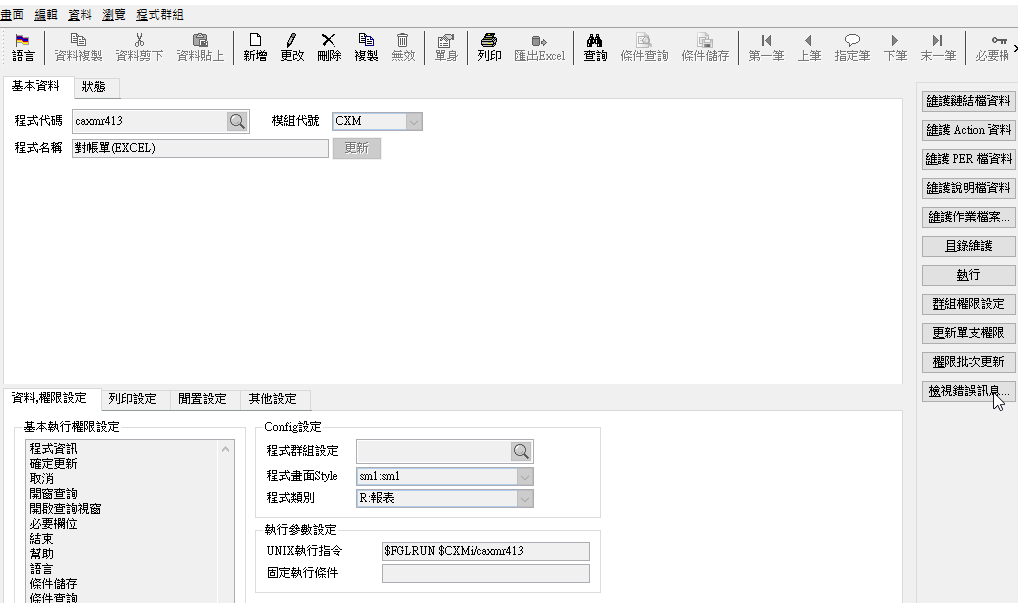 畫面 編輯 資料 瀏覽 程式群組
語言 資料複製 資料剪下 資料貼上 新增 更改 刪除 複製 無效 單身 列印 匯出Excel 查詢 條件查詢 條件儲存 第一筆 上筆 指定筆 下筆 末一筆 必要欄
基本資料 狀態
程式代碼 caxmr413 模組代號 CXM
程式名稱 對帳單(EXCEL) 更新
維護鏈結檔資料
維護 Action 資料
維護 PER 檔資料
維護說明檔資料
維護作業檔案...
目錄維護
執行
群組權限設定
更新單支權限
權限批次更新
檢視錯誤訊息...
資料,權限設定 列印設定 閒置設定 其他設定
基本執行權限設定
程式資訊
確定更新
取消
開窗查詢
開啟查詢視窗
必要欄位
結束
幫助
語言
條件儲存
條件查詢
Config設定
程式群組設定
程式畫面Style sm1:sm1
程式類別 R:報表
執行參數設定
UNIX執行指令 $FGLRUN $CXMi/caxmr413
固定執行條件